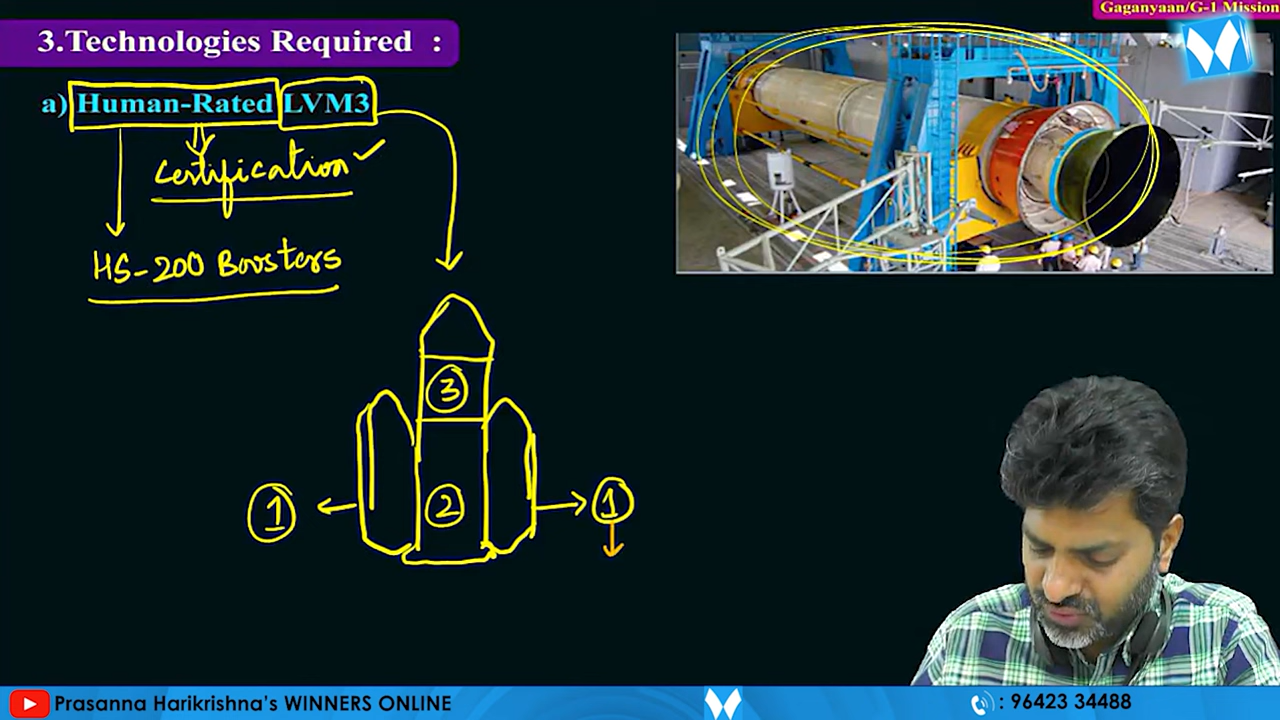 Gaganyaan/G-1 Mission
3.Technologies Required :
a) Human-Rated LVM3
Certification
HS-200 Boosters
3
2
1
1
Prasanna Harikrishna's WINNERS ONLINE
: 96423 34488